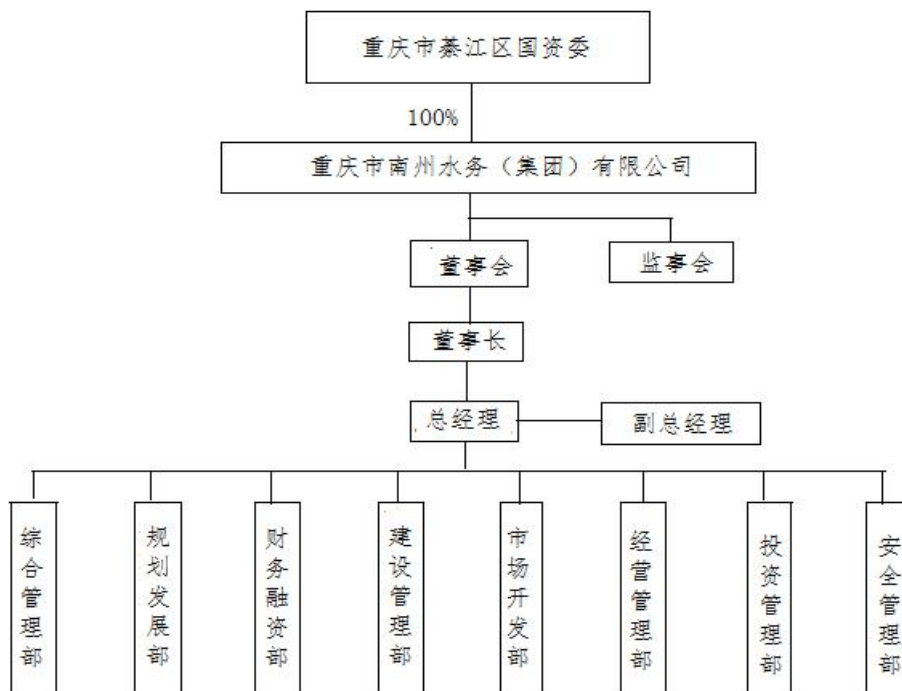 重庆市綦江区国资委
100%
重庆市南州水务（集团）有限公司
董事会
监事会
董事长
总经理
副总经理
综合管理部
规划发展部
财务融资部
建设管理部
市场开发部
经营管理部
投资管理部
安全管理部